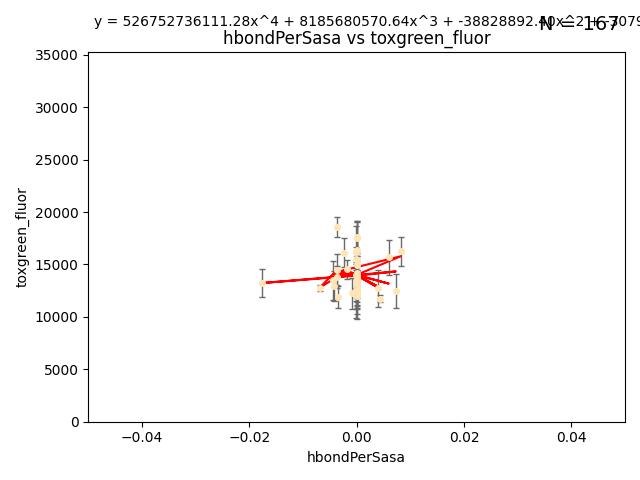 y = 526752736111.28x^4 + 8185680570.64x^3 + -38828892.40x^2 + -3079
N = 167
hbondPerSasa vs toxgreen_fluor
35000
30000
25000
20000
15000
10000
5000
0
toxgreen_fluor
−0.04 −0.02 0.00 0.02 0.04
hbondPerSasa